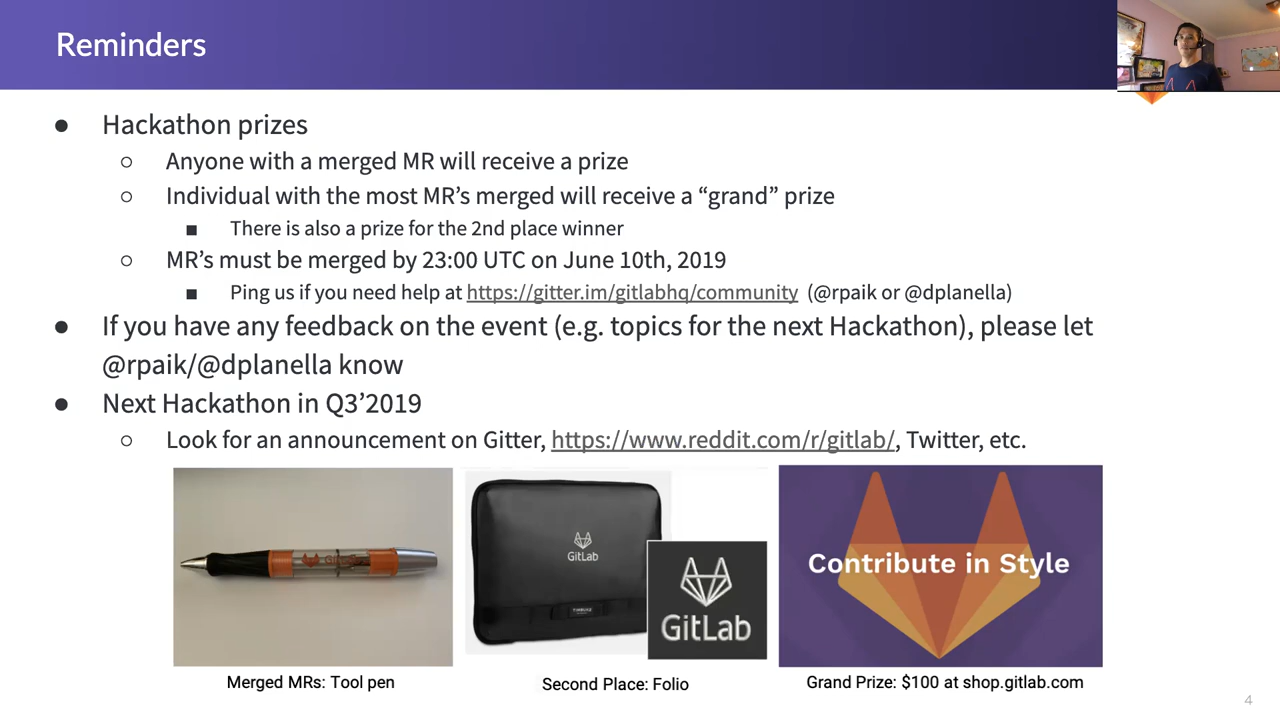 Reminders
● Hackathon prizes
○ Anyone with a merged MR will receive a prize
○ Individual with the most MR’s merged will receive a “grand” prize
■ There is also a prize for the 2nd place winner
○ MR’s must be merged by 23:00 UTC on June 10th, 2019
■ Ping us if you need help at https://gitter.im/gitlabhq/community (@rpaik or @dplanella)
● If you have any feedback on the event (e.g. topics for the next Hackathon), please let
@rpaik/@dplanella know
● Next Hackathon in Q3’2019
○ Look for an announcement on Gitter, https://www.reddit.com/r/gitlab/, Twitter, etc.
GitLab
GitLab
Contribute in Style
Merged MRs: Tool pen
Second Place: Folio
Grand Prize: $100 at shop.gitlab.com
4